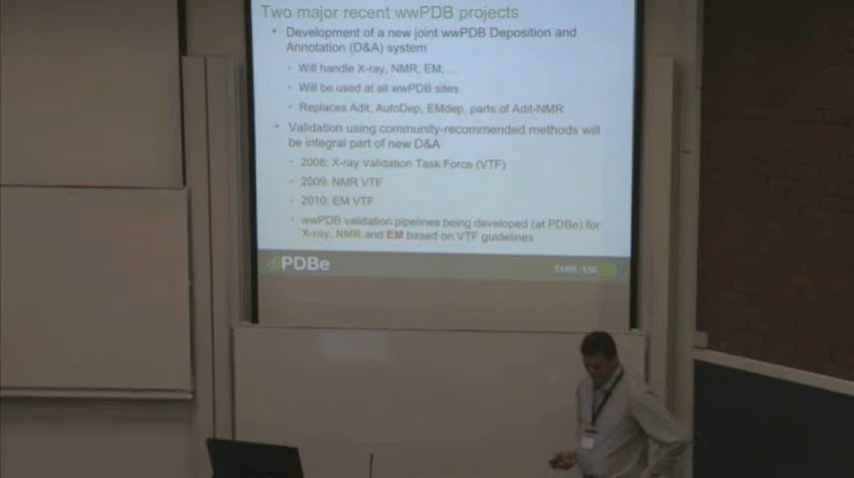 Two major recent wwPDB projects
• Development of a new joint wwPDB Deposition and
Annotation (D&A) system
• Will handle X-ray, NMR, EM, ...
• Will be used at all wwPDB sites
• Replaces Adit, AutoDep, EMdep, parts of Adit-NMR
• Validation using community-recommended methods will
be integral part of new D&A
• 2008: X-ray Validation Task Force (VTF)
• 2009: NMR VTF
• 2010: EM VTF
• wwPDB validation pipelines being developed (at PDBe) for
X-ray, NMR and EM based on VTF guidelines
PDBe
EMBL-EBI